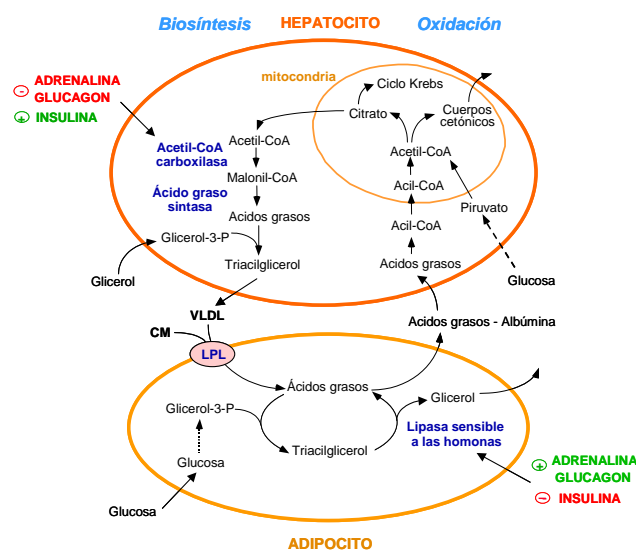 Biosíntesis HEPATOCITO Oxidación
mitocondria
- ADRENALINA
GLUCAGON
+ INSULINA
Ciclo Krebs
Citrato
Cuerpos
cetónicos
Acetil-CoA
carboxilasa
Acetil-CoA
Acetil-CoA
Malonil-CoA
Ácido graso
sintasa
Acil-CoA
Acidos grasos
Piruvato
Glicerol-3-P
Acil-CoA
Glicerol
Triacilglicerol
Acidos grasos
Glucosa
VLDL
CM
Acidos grasos - Albúmina
LPL
Ácidos grasos
Glicerol-3-P
Glicerol
Lipasa sensible
a las homonas
Triacilglicerol
Glucosa
+ ADRENALINA
GLUCAGON
- INSULINA
Glucosa
ADIPOCITO